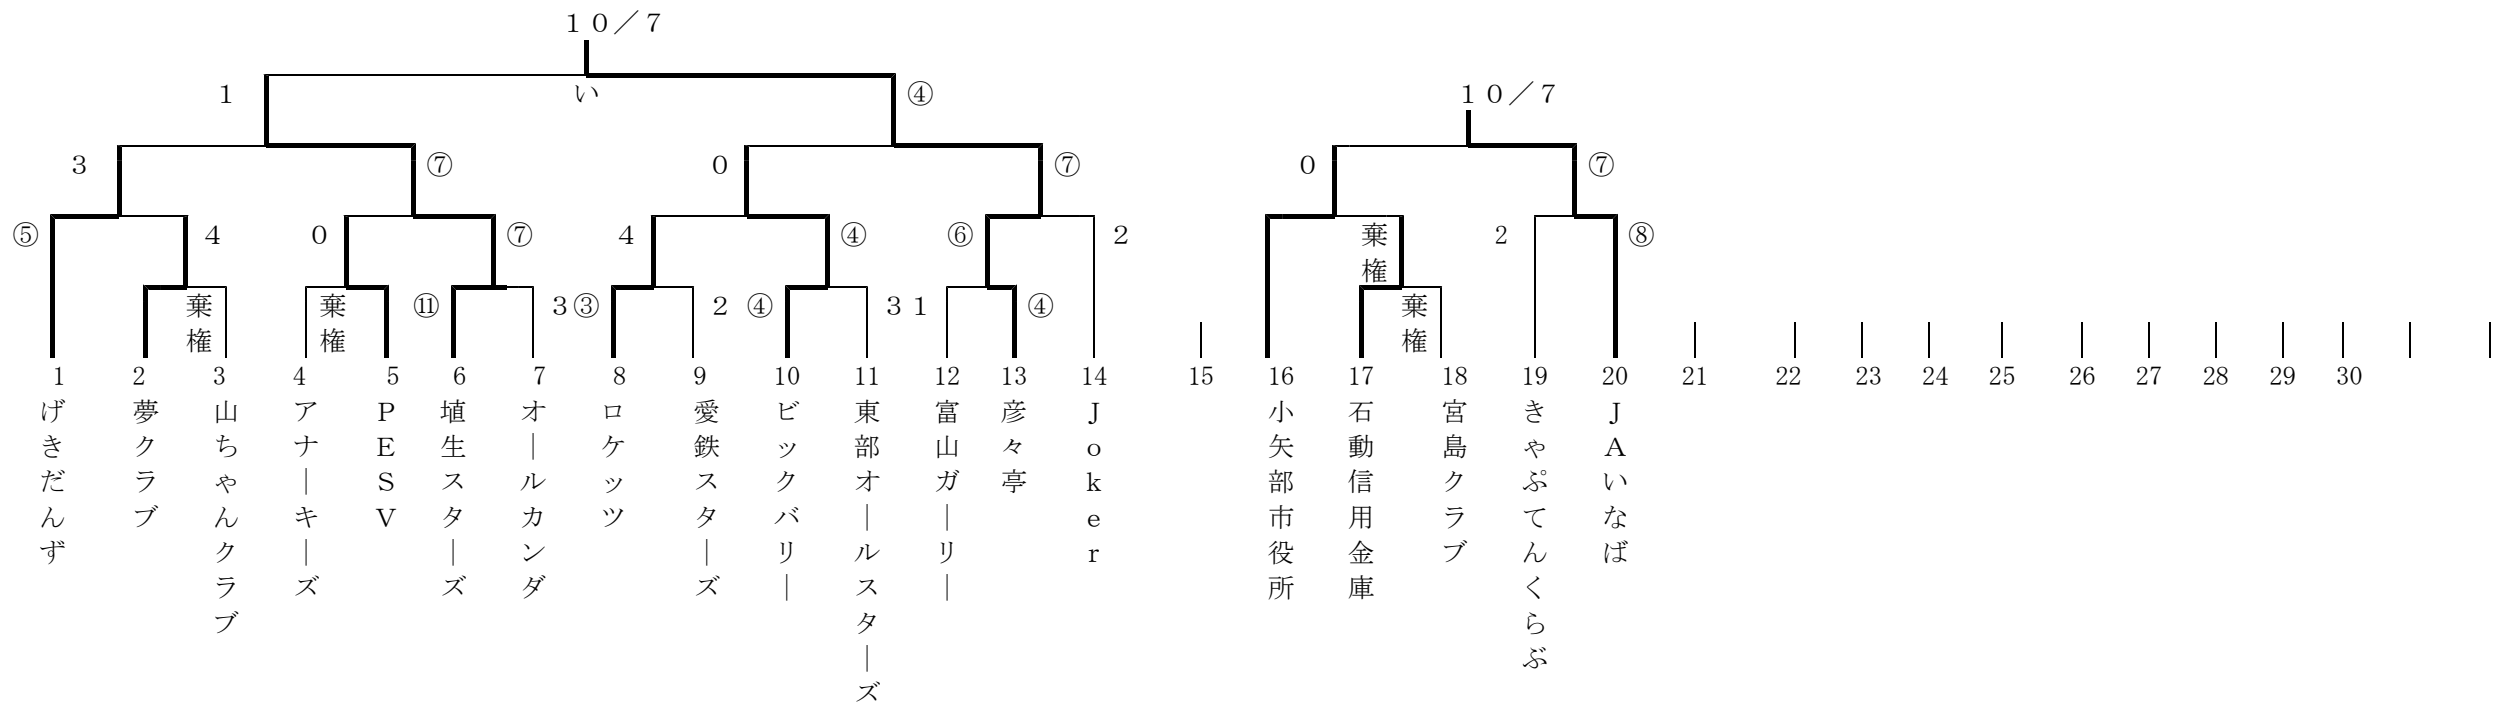 １０／７
１ い ④ １０／７
３ ⑦ ０ ⑦ ０ ⑦
⑤ ４ ０ ⑦ ４ ④ ⑥ ２ 棄権 2 ⑧
棄権 棄権 ⑪ ３ ③ ２ ④ ３ １ ④ 棄権
1 2 3 4 5 6 7 8 9 10 11 12 13 14 15 16 17 18 19 20 21 22 23 24 25 26 27 28 29 30
げきだんず
夢クラブ
山ちゃんクラブ
アナーキーズ
ＰＥＳＶ
埴生スターズ
オールカンダ
ロケッツ
愛鉄スターズ
ビックバリー
東部オールスターズ
富山ガーリー
彦々亭
Ｊｏｋｅｒ
小矢部市役所
石動信用金庫
宮島クラブ
きゃぷてんくらぶ
ＪＡいなば